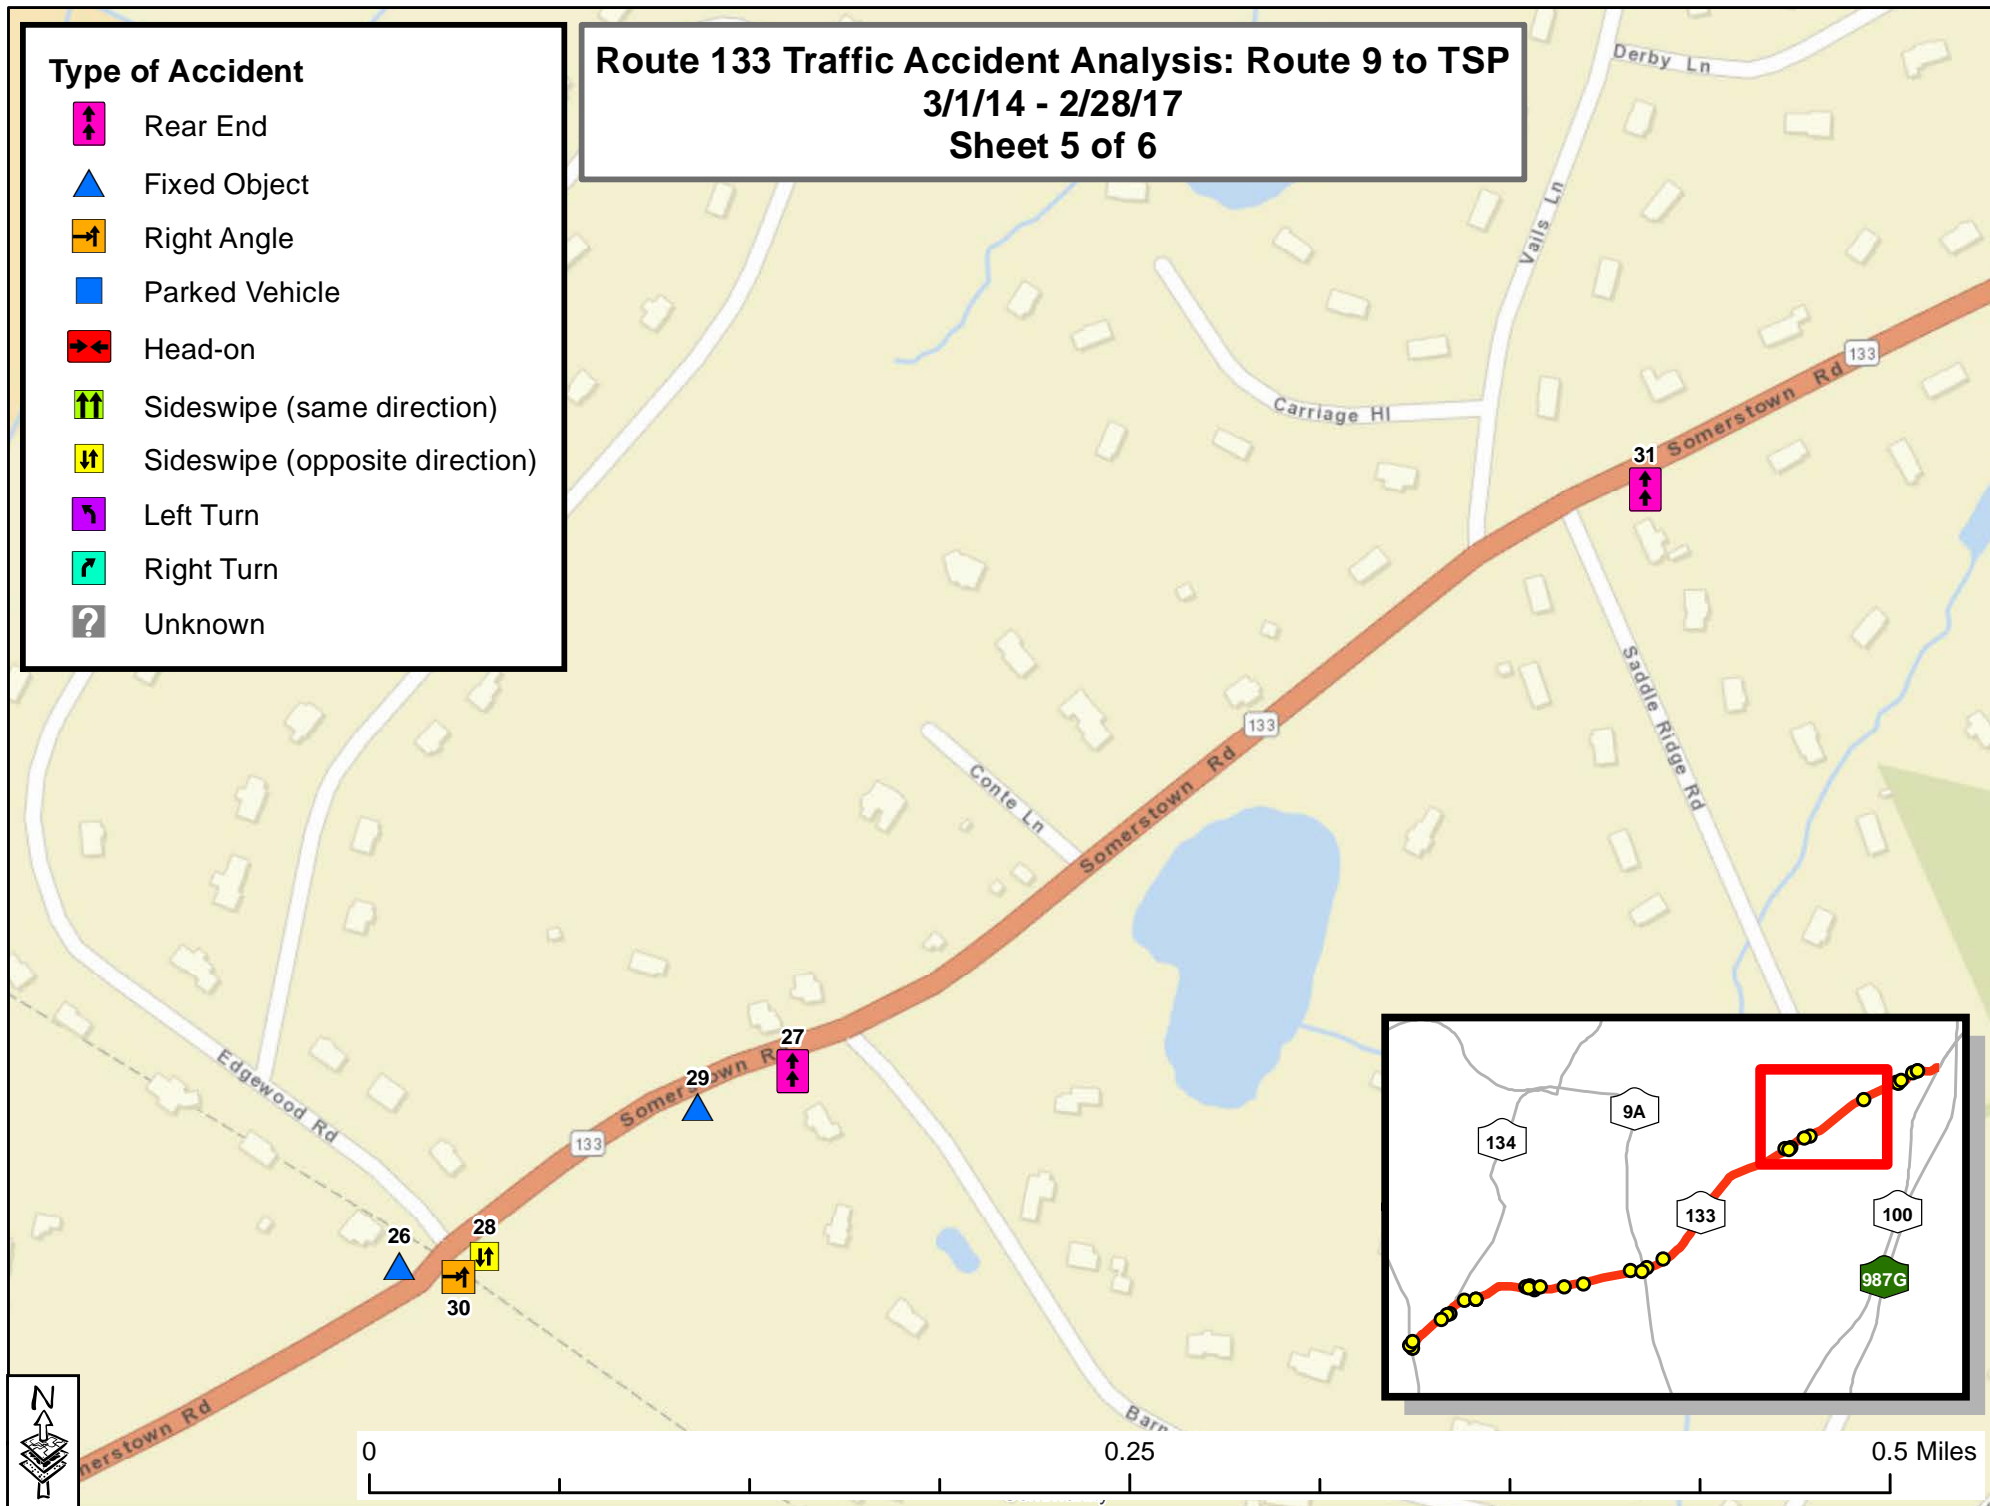 Route 133 Traffic Accident Analysis: Route 9 to TSP
3/1/14 - 2/28/17
Sheet 5 of 6
Type of Accident
Rear End
Fixed Object
Right Angle
Parked Vehicle
Head-on
Sideswipe (same direction)
Sideswipe (opposite direction)
Left Turn
Right Turn
? Unknown
Derby Ln
Vails Ln
133
Somerstown Rd
Carriage Hl
31
Saddle Ridge Rd
133
Somerstown Rd
Conte Ln
27
29
Somerstown R
133
Edgewood Rd
26
28
30
merstown Rd
Barn
9A
134
133
100
987G
N
0
0.25
0.5 Miles